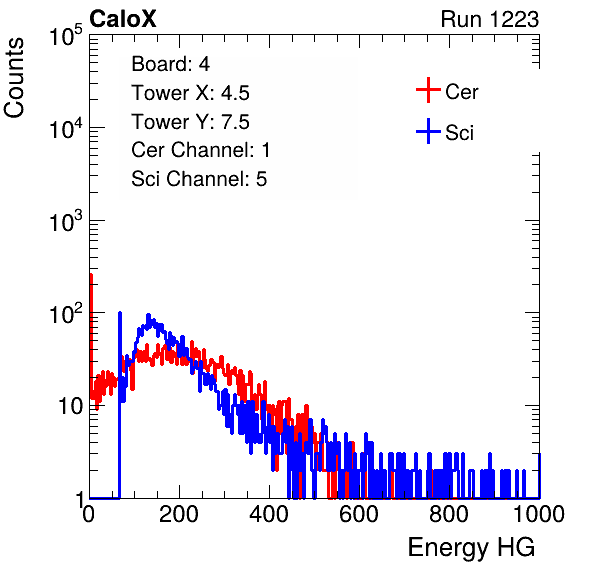 CaloX Run 1223
Counts
Board: 4
Tower X: 4.5
Tower Y: 7.5
Cer Channel: 1
Sci Channel: 5
Cer
Sci
10^5
10^4
10^3
10^2
10
1
0 200 400 600 800 1000
Energy HG